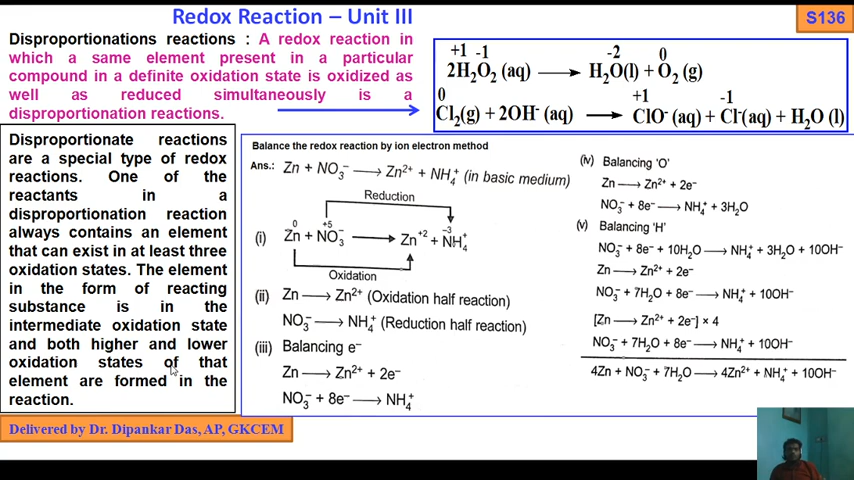 Redox Reaction – Unit III
S136
Disproportionations reactions : A redox reaction in
which a same element present in a particular
compound in a definite oxidation state is oxidized as
well as reduced simultaneously is a
disproportionation reactions.
+1 -1 -2 0
2H₂O₂ (aq) ⟶ H₂O(l) + O₂ (g)
0 +1 -1
Cl₂(g) + 2OH⁻ (aq) ⟶ ClO⁻ (aq) + Cl⁻(aq) + H₂O (l)
Disproportionate reactions
are a special type of redox
reactions. One of the
reactants in a
disproportionation reaction
always contains an element
that can exist in at least three
oxidation states. The element
in the form of reacting
substance is in the
intermediate oxidation state
and both higher and lower
oxidation states of that
element are formed in the
reaction.
Balance the redox reaction by ion electron method
Ans.: Zn + NO₃⁻ ⟶ Zn²⁺ + NH₄⁺ (in basic medium)
Reduction
0 +5 -3
(i) Zn + NO₃⁻ ⟶ Zn⁺² + NH₄⁺
Oxidation
(ii) Zn ⟶ Zn²⁺ (Oxidation half reaction)
NO₃⁻ ⟶ NH₄⁺ (Reduction half reaction)
(iii) Balancing e⁻
Zn ⟶ Zn²⁺ + 2e⁻
NO₃⁻ + 8e⁻ ⟶ NH₄⁺
(iv) Balancing 'O'
Zn ⟶ Zn²⁺ + 2e⁻
NO₃⁻ + 8e⁻ ⟶ NH₄⁺ + 3H₂O
(v) Balancing 'H'
NO₃⁻ + 8e⁻ + 10H₂O ⟶ NH₄⁺ + 3H₂O + 10OH⁻
Zn ⟶ Zn²⁺ + 2e⁻
NO₃⁻ + 7H₂O + 8e⁻ ⟶ NH₄⁺ + 10OH⁻
[Zn ⟶ Zn²⁺ + 2e⁻] × 4
NO₃⁻ + 7H₂O + 8e⁻ ⟶ NH₄⁺ + 10OH⁻
4Zn + NO₃⁻ + 7H₂O ⟶ 4Zn²⁺ + NH₄⁺ + 10OH⁻
Delivered by Dr. Dipankar Das, AP, GKCEM